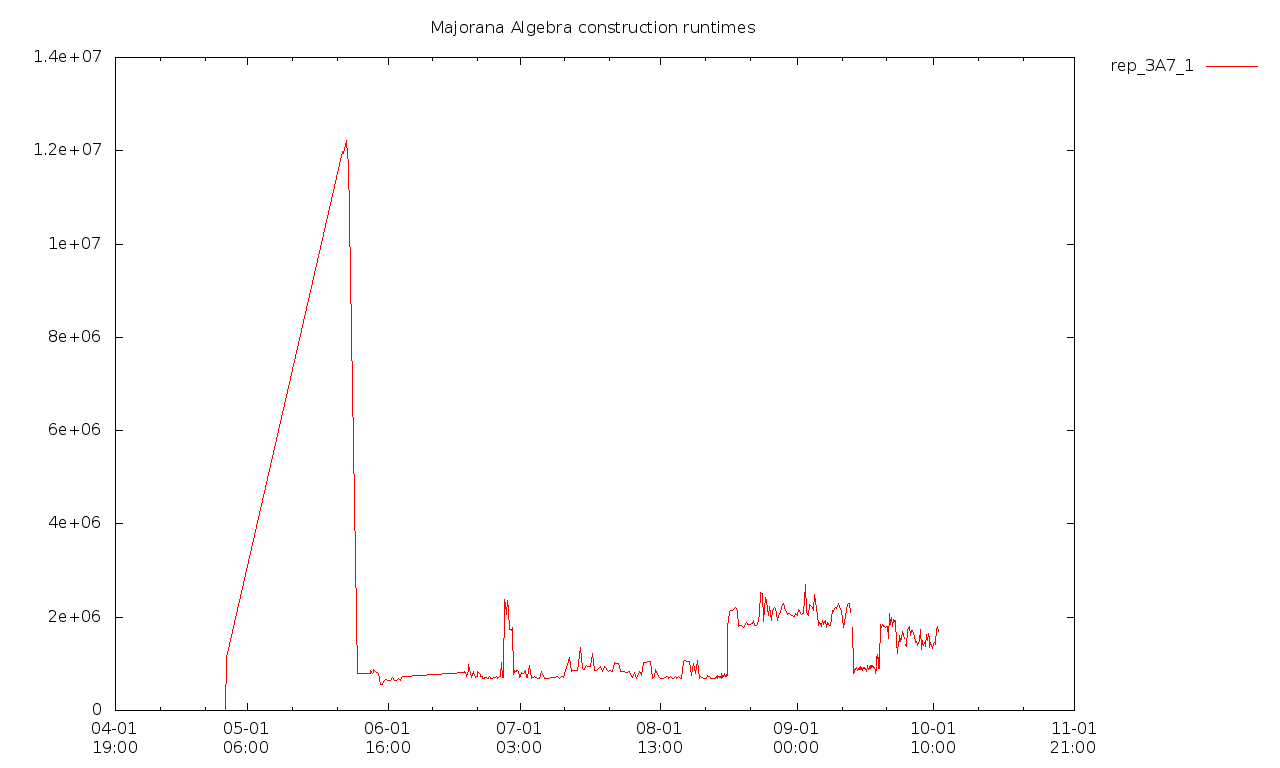 Majorana Algebra construction runtimes
rep_3A7_1
1.4e+07
1.2e+07
1e+07
8e+06
6e+06
4e+06
2e+06
0
04-01 05-01 06-01 07-01 08-01 09-01 10-01 11-01
19:00 06:00 16:00 03:00 13:00 00:00 10:00 21:00